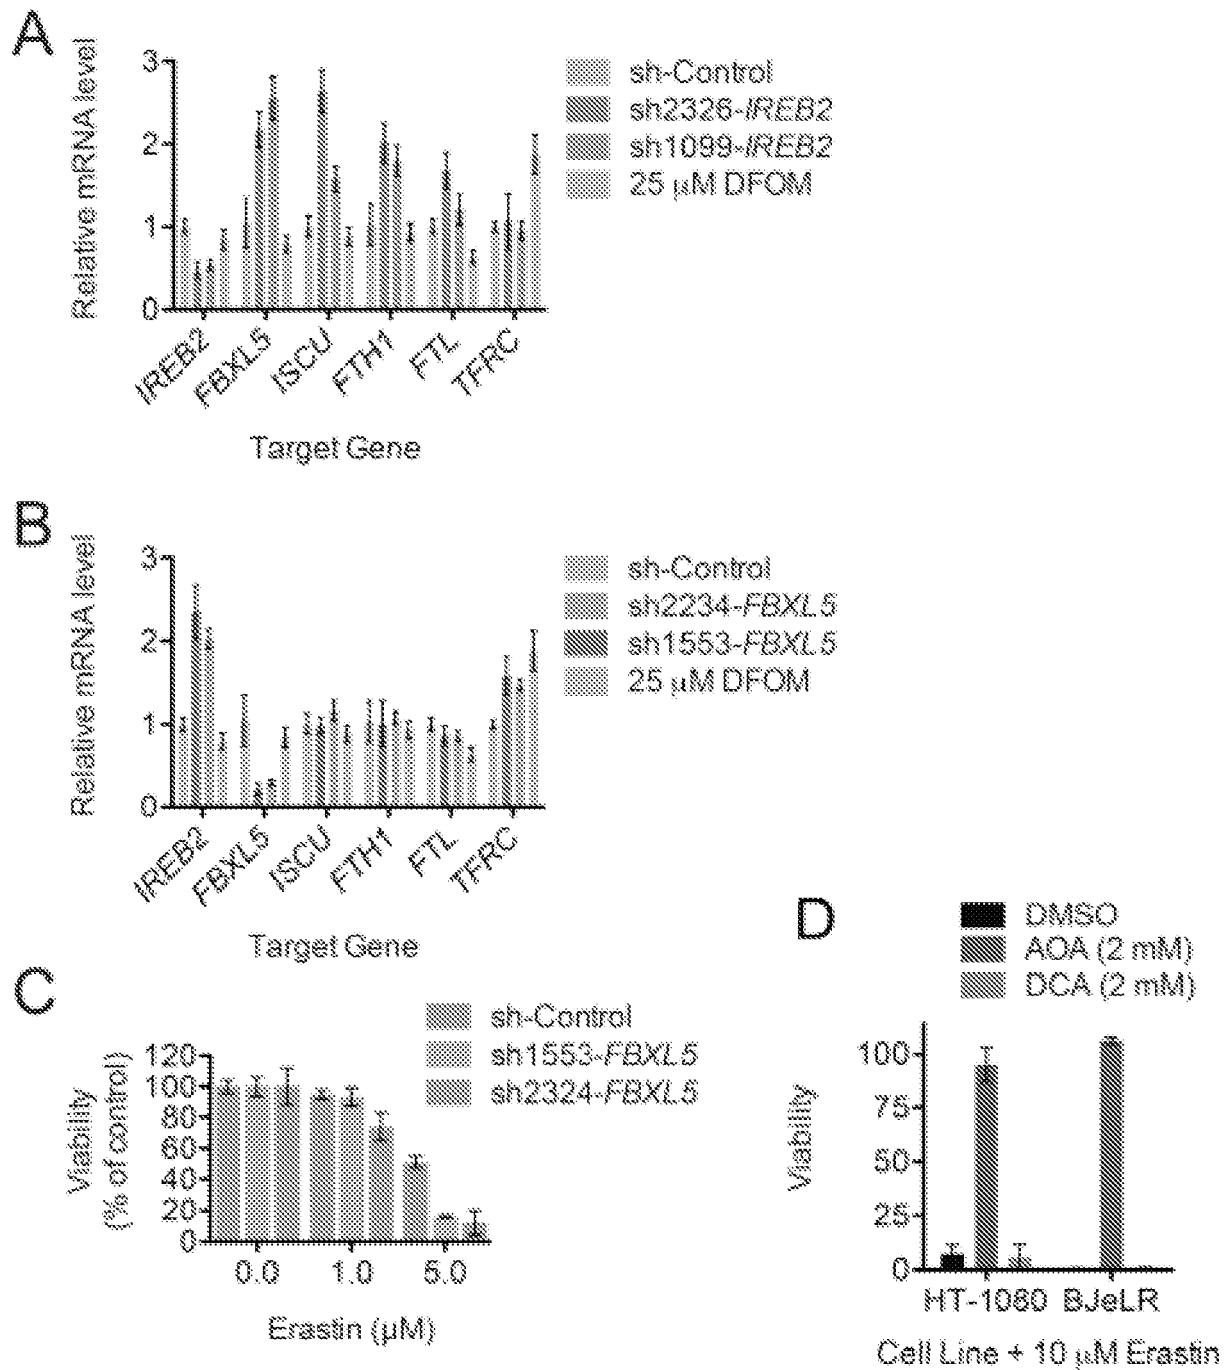 A
Relative mRNA level
3
2
1
0
IREB2
FBXL5
ISCU
FTH1
FTL
TFRC
Target Gene
sh-Control
sh2326-IREB2
sh1099-IREB2
25 μM DFOM
B
Relative mRNA level
3
2
1
0
IREB2
FBXL5
ISCU
FTH1
FTL
TFRC
Target Gene
sh-Control
sh2234-FBXL5
sh1553-FBXL5
25 μM DFOM
C
Viability
(% of control)
120
100
80
60
40
20
0
0.0
1.0
5.0
Erastin (μM)
sh-Control
sh1553-FBXL5
sh2324-FBXL5
D
DMSO
AOA (2 mM)
DCA (2 mM)
Viability
100
75
50
25
0
HT-1080 BJeLR
Cell Line + 10 μM Erastin